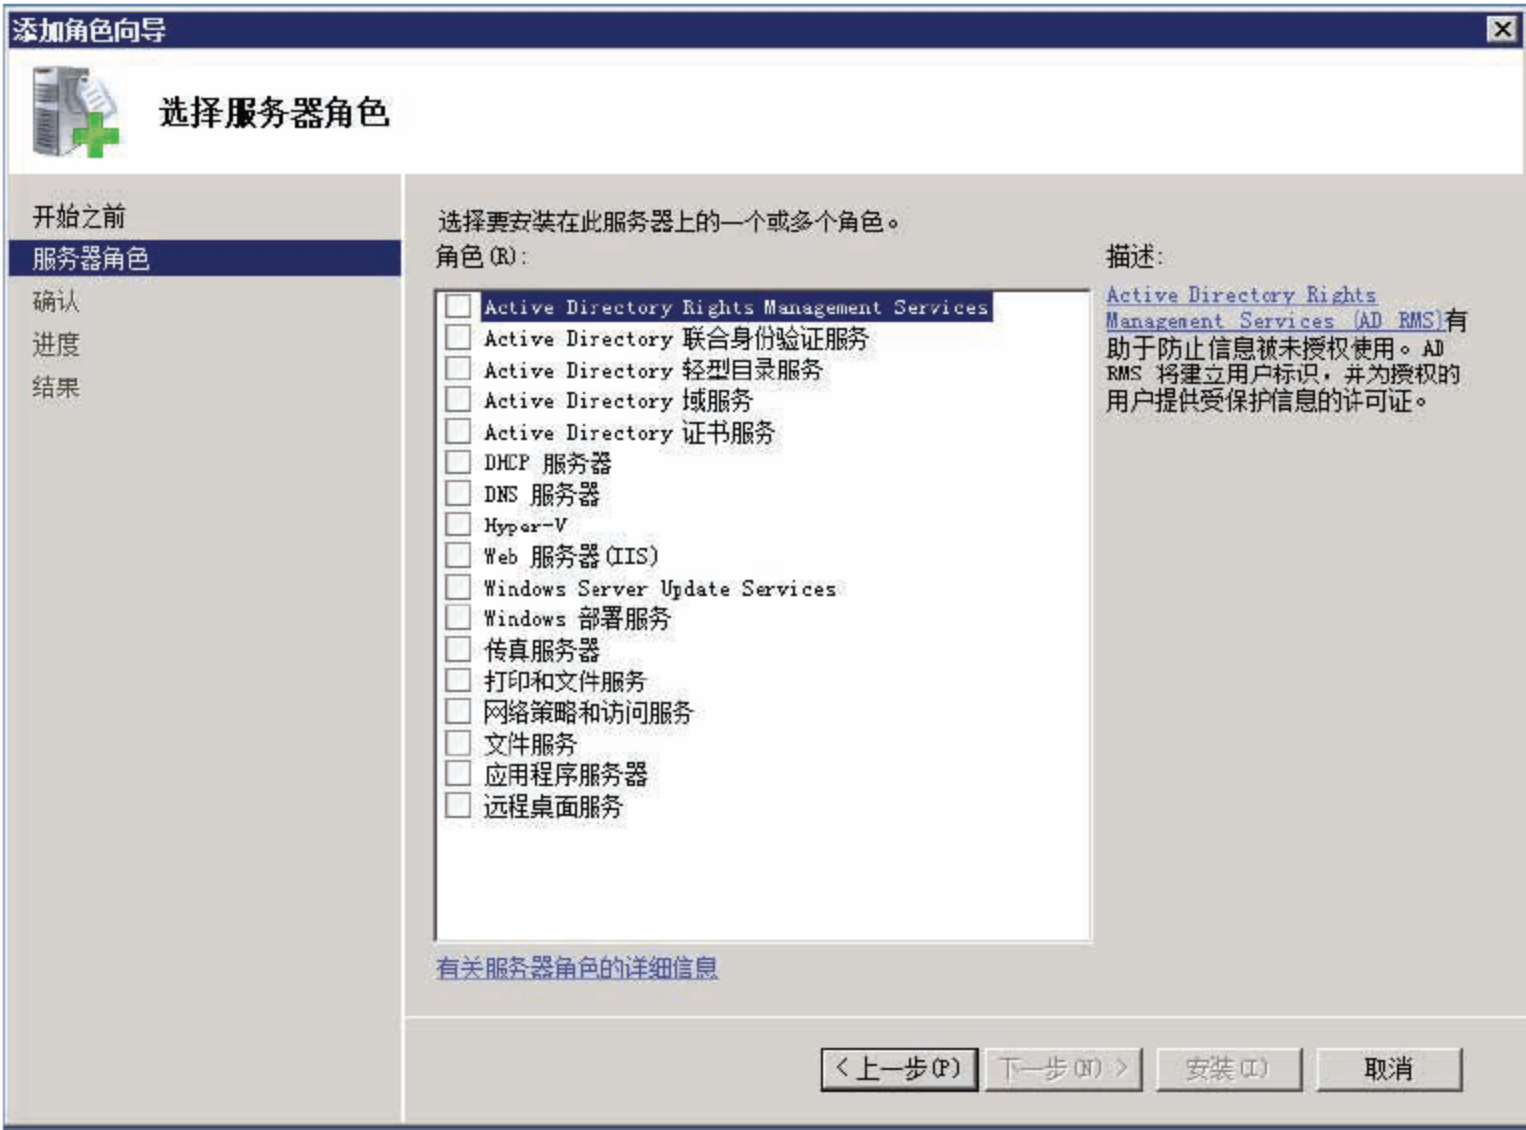 添加角色向导
选择服务器角色
开始之前
服务器角色
确认
进度
结果
选择要安装在此服务器上的一个或多个角色。
角色(R):
Active Directory Rights Management Services
Active Directory 联合身份验证服务
Active Directory 轻型目录服务
Active Directory 域服务
Active Directory 证书服务
DHCP 服务器
DNS 服务器
Hyper-V
Web 服务器(IIS)
Windows Server Update Services
Windows 部署服务
传真服务器
打印和文件服务
网络策略和访问服务
文件服务
应用程序服务器
远程桌面服务
有关服务器角色的详细信息
描述:
Active Directory Rights
Management Services (AD RMS)有
助于防止信息被未授权使用。AD
RMS 将建立用户标识，并为授权的
用户提供受保护信息的许可证。
< 上一步(P)
下一步(N) >
安装(I)
取消